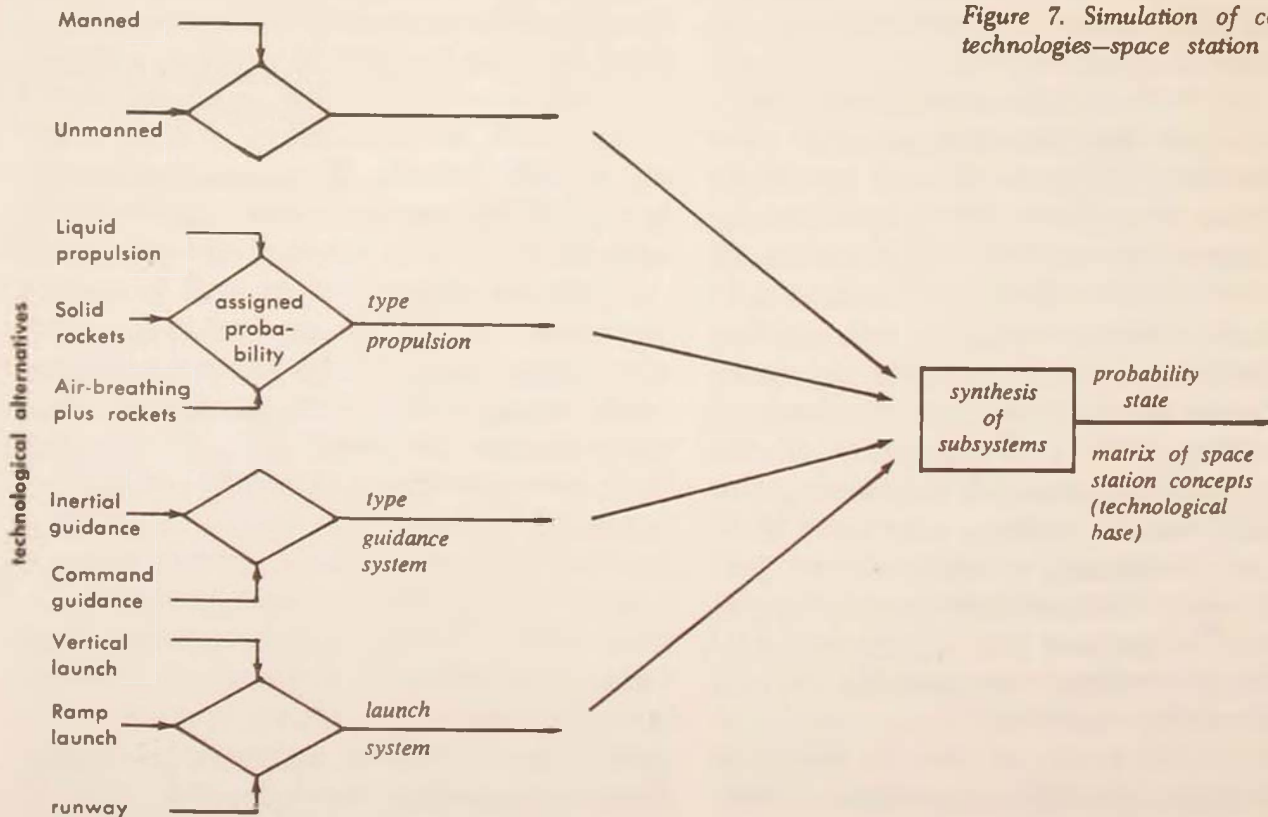 Figure 7. Simulation of
technologies—space station
technological alternatives
Manned
Unmanned
Liquid
propulsion
Solid
rockets
Air-breathing
plus rockets
assigned
proba-
bility
type
propulsion
Inertial
guidance
Command
guidance
type
guidance
system
Vertical
launch
Ramp
launch
runway
launch
system
synthesis
of
subsystems
probability
state
matrix of space
station concepts
(technological
base)